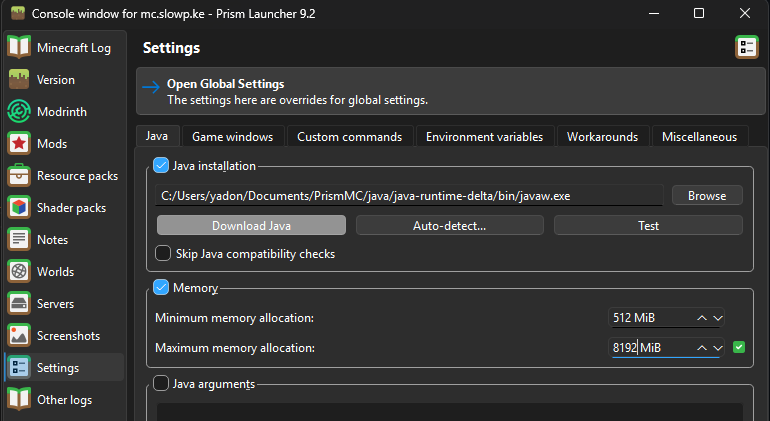 Console window for mc.slowp.ke - Prism Launcher 9.2
Minecraft Log
Version
Modrinth
Mods
Resource packs
Shader packs
Notes
Worlds
Servers
Screenshots
Settings
Other logs
Settings
Open Global Settings
The settings here are overrides for global settings.
Java Game windows Custom commands Environment variables Workarounds Miscellaneous
Java installation
C:/Users/yadon/Documents/PrismMC/java/java-runtime-delta/bin/javaw.exe Browse
Download Java Auto-detect... Test
Skip Java compatibility checks
Memory
Minimum memory allocation: 512 MiB
Maximum memory allocation: 8192 MiB
Java arguments